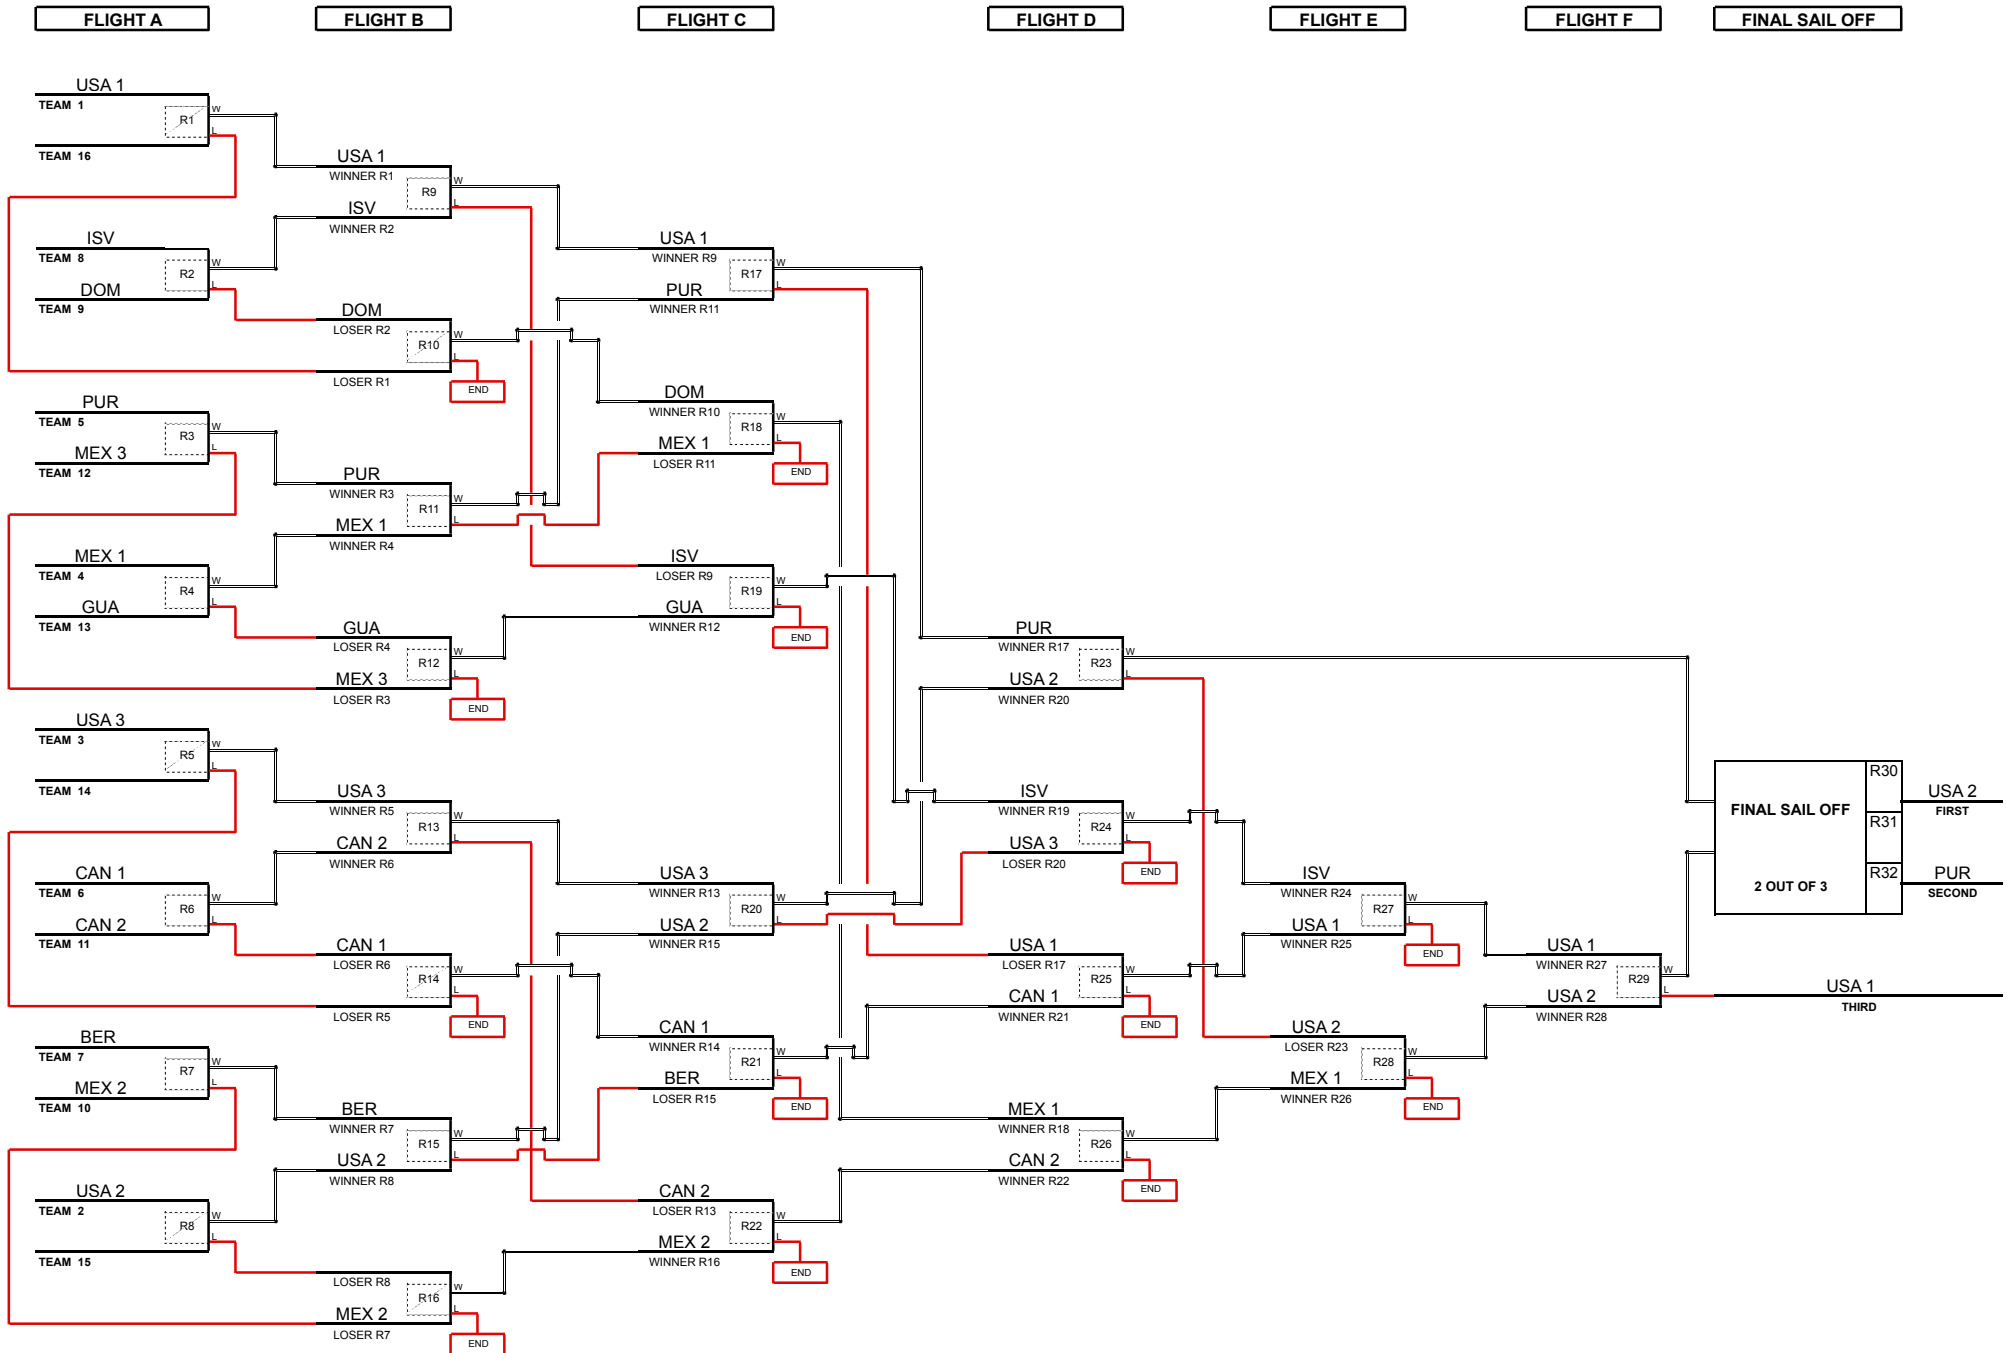 FLIGHT A
FLIGHT B
FLIGHT C
FLIGHT D
FLIGHT E
FLIGHT F
FINAL SAIL OFF
USA 1
TEAM 1
R1
W
L
TEAM 16
ISV
TEAM 8
R2
W
L
DOM
TEAM 9
PUR
TEAM 5
R3
W
L
MEX 3
TEAM 12
MEX 1
TEAM 4
R4
W
L
GUA
TEAM 13
USA 3
TEAM 3
R5
W
L
TEAM 14
CAN 1
TEAM 6
R6
W
L
CAN 2
TEAM 11
BER
TEAM 7
R7
W
L
MEX 2
TEAM 10
USA 2
TEAM 2
R8
W
L
TEAM 15
USA 1
WINNER R1
R9
W
L
ISV
WINNER R2
DOM
LOSER R2
R10
W
L
LOSER R1
END
PUR
WINNER R3
R11
W
L
MEX 1
WINNER R4
GUA
LOSER R4
R12
W
L
MEX 3
LOSER R3
END
USA 3
WINNER R5
R13
W
L
CAN 2
WINNER R6
CAN 1
LOSER R6
R14
W
L
LOSER R5
END
BER
WINNER R7
R15
W
L
USA 2
WINNER R8
LOSER R8
R16
W
L
MEX 2
LOSER R7
END
USA 1
WINNER R9
R17
W
L
PUR
WINNER R11
DOM
WINNER R10
R18
W
L
MEX 1
LOSER R11
END
ISV
LOSER R9
R19
W
L
GUA
WINNER R12
END
USA 3
WINNER R13
R20
W
L
USA 2
WINNER R15
CAN 1
WINNER R14
R21
W
L
BER
LOSER R15
END
CAN 2
LOSER R13
R22
W
L
MEX 2
WINNER R16
END
PUR
WINNER R17
R23
W
L
USA 2
WINNER R20
ISV
WINNER R19
R24
W
L
USA 3
LOSER R20
END
USA 1
LOSER R17
R25
W
L
CAN 1
WINNER R21
END
MEX 1
WINNER R18
R26
W
L
CAN 2
WINNER R22
END
ISV
WINNER R24
R27
W
L
USA 1
WINNER R25
END
USA 2
LOSER R23
R28
W
L
MEX 1
WINNER R26
END
USA 1
WINNER R27
R29
W
L
USA 2
WINNER R28
FINAL SAIL OFF
2 OUT OF 3
R30
R31
R32
USA 2
FIRST
PUR
SECOND
USA 1
THIRD